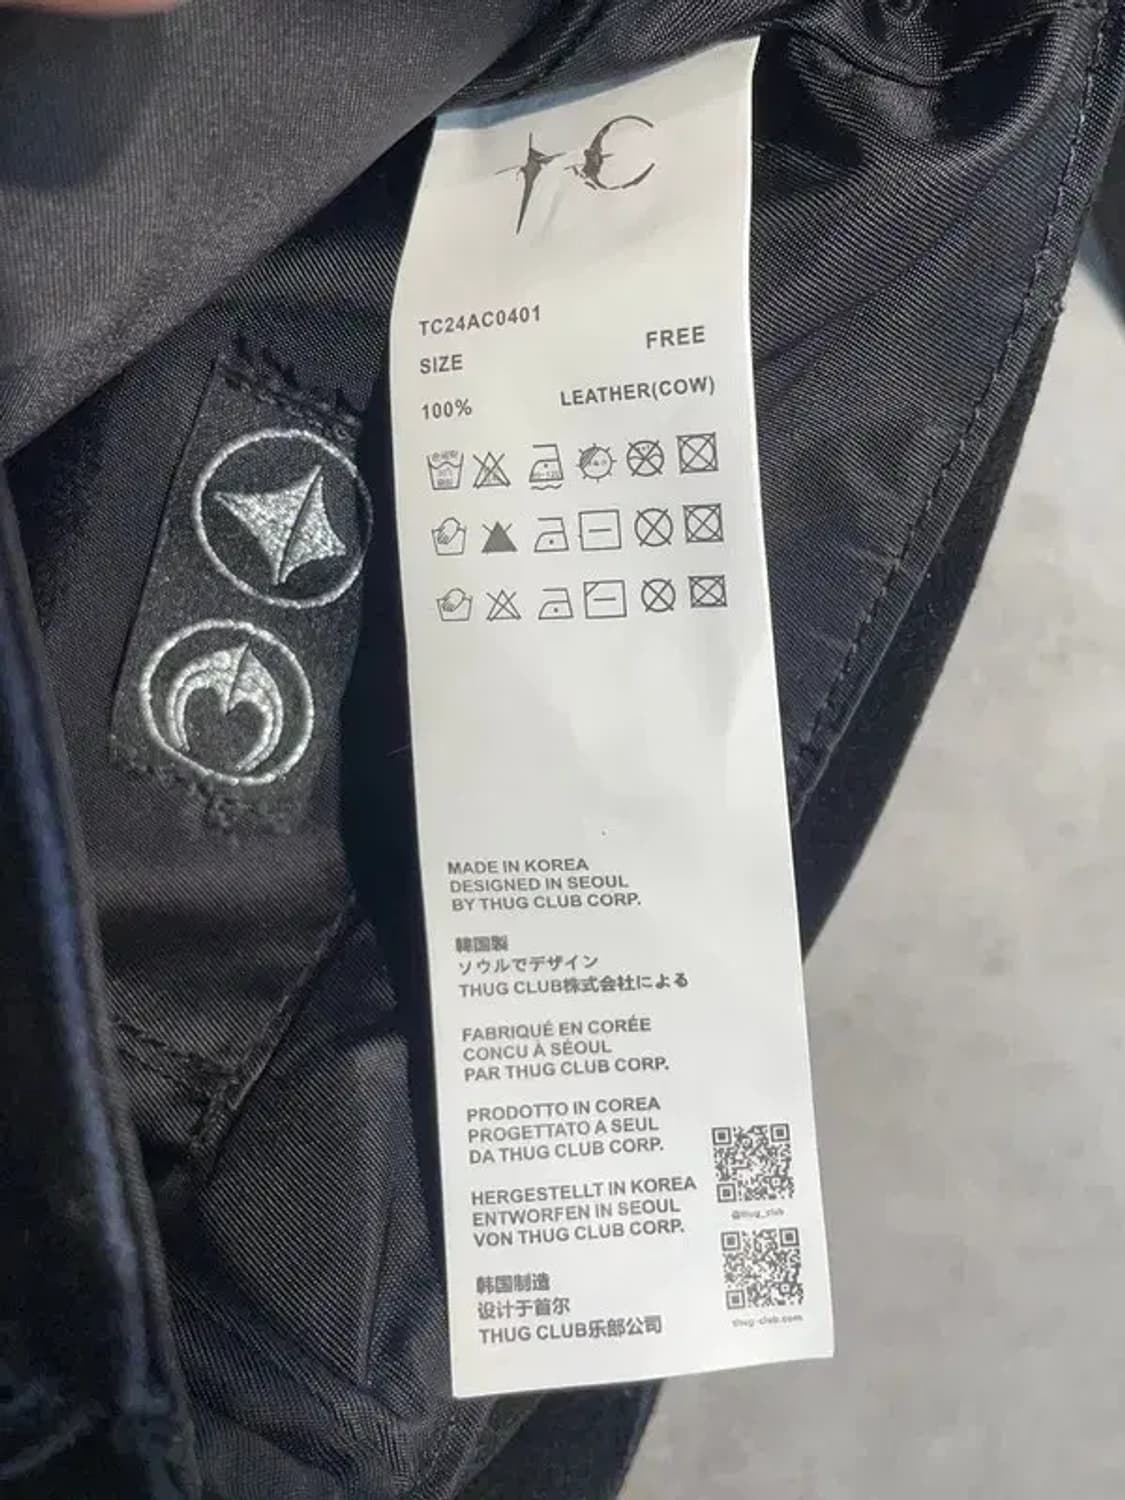 TC24AC0401
SIZE FREE
100% LEATHER(COW)
MADE IN KOREA
DESIGNED IN SEOUL
BY THUG CLUB CORP.
韓国製
ソウルでデザイン
THUG CLUB株式会社による
FABRIQUÉ EN CORÉE
CONCU À SÉOUL
PAR THUG CLUB CORP.
PRODOTTO IN COREA
PROGETTATO A SEUL
DA THUG CLUB CORP.
HERGESTELLT IN KOREA
ENTWORFEN IN SEOUL
VON THUG CLUB CORP.
韩国制造
设计于首尔
THUG CLUB乐部公司
@thug_club
thug-club.com